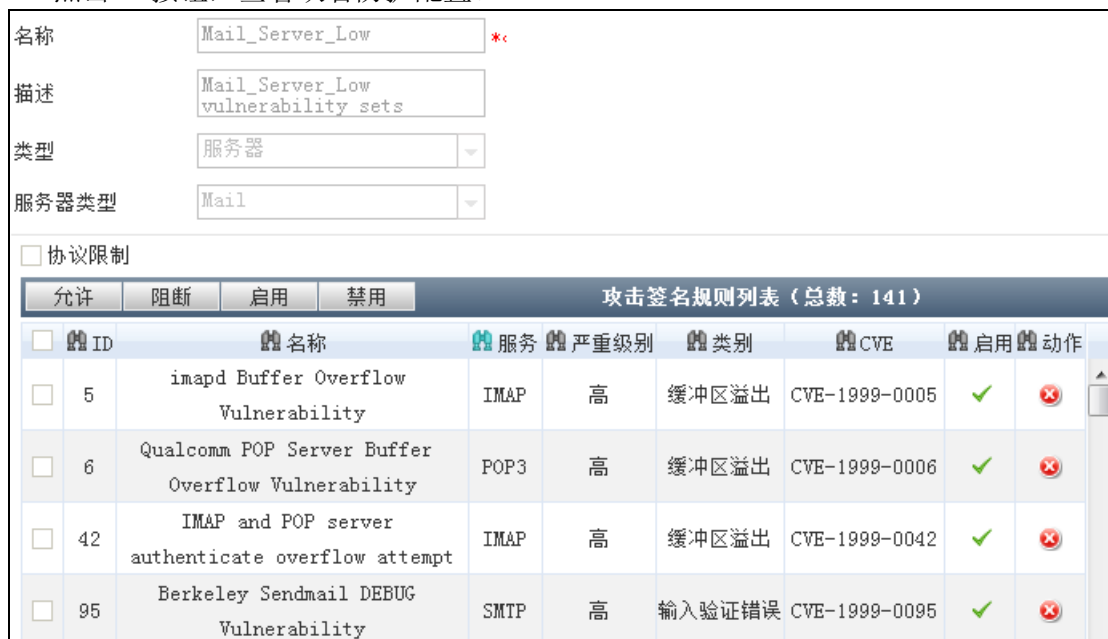 名称 Mail_Server_Low *
描述 Mail_Server_Low
vulnerability sets
类型 服务器
服务器类型 Mail
协议限制
允许 阻断 启用 禁用 攻击签名规则列表（总数：141）
ID 名称 服务 严重级别 类别 CVE 启用 动作
5 imapd Buffer Overflow Vulnerability IMAP 高 缓冲区溢出 CVE-1999-0005
6 Qualcomm POP Server Buffer Overflow Vulnerability POP3 高 缓冲区溢出 CVE-1999-0006
42 IMAP and POP server authenticate overflow attempt IMAP 高 缓冲区溢出 CVE-1999-0042
95 Berkeley Sendmail DEBUG Vulnerability SMTP 高 输入验证错误 CVE-1999-0095